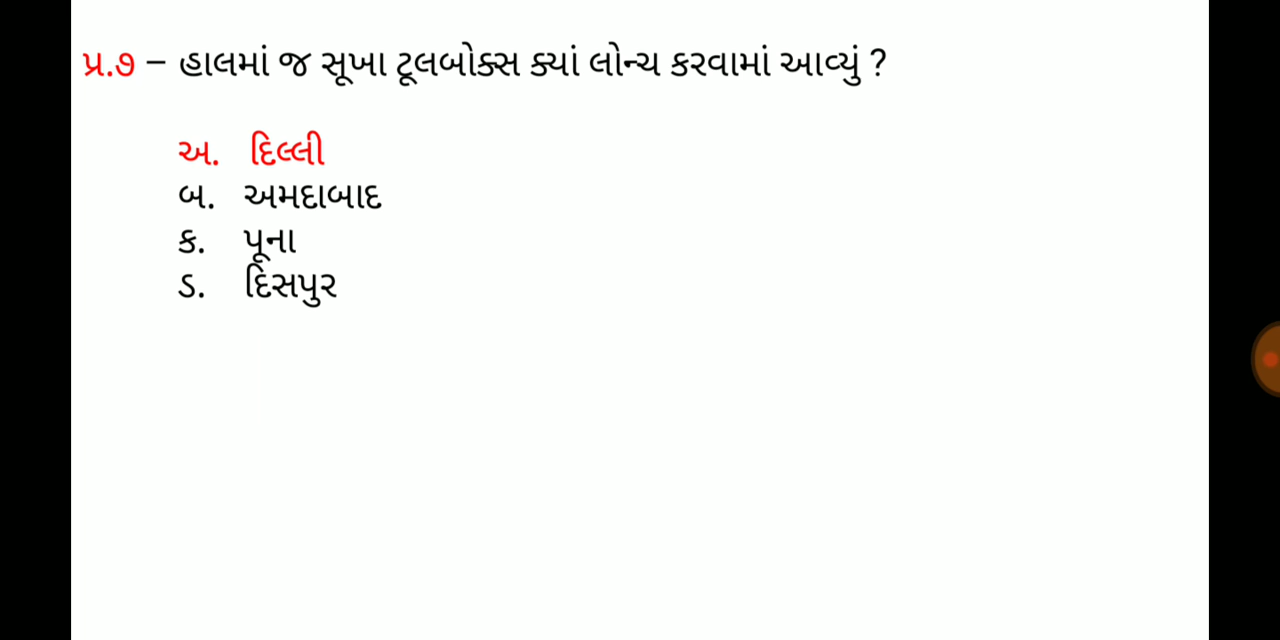 પ્ર.૭ – હાલમાં જ સૂખા ટૂલબોક્સ ક્યાં લોન્ચ કરવામાં આવ્યું ?
અ. દિલ્લી
બ. અમદાબાદ
ક. પૂના
ડ. દિસપુર